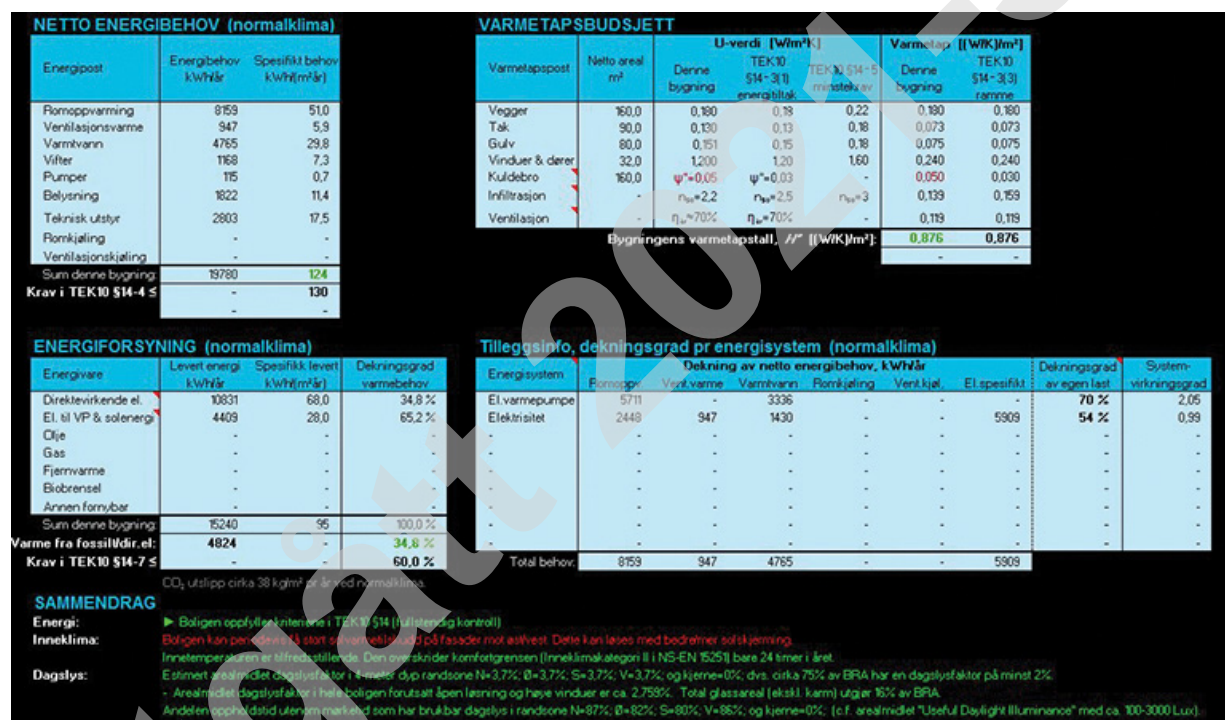 NETTO ENERGIBEHOV (normalklima)
Energipost Energibehov kWh/år Spesifikt behov kWh/(m²år)
Romoppvarming 8159 51,0
Ventilasjonsvarme 947 5,9
Varmtvann 4765 29,8
Vifter 1168 7,3
Pumper 115 0,7
Belysning 1822 11,4
Teknisk utstyr 2803 17,5
Romkjøling - -
Ventilasjonskjøling - -
Sum denne bygning: 19780 124
Krav i TEK10 §14-4 ≤ - 130
- -
VARMETAPSBUDSJETT
U-verdi [W/m²K] Varmetap [(W/K)/m²]
Varmetapspost Netto areal m² Denne bygning TEK10 §14-3(1) energitiltak TEK10 §14-5 minstekrav Denne bygning TEK10 §14-3(3) ramme
Vegger 160,0 0,180 0,18 0,22 0,180 0,180
Tak 90,0 0,130 0,13 0,18 0,073 0,073
Gulv 80,0 0,151 0,15 0,18 0,075 0,075
Vinduer & dører 32,0 1,200 1,20 1,60 0,240 0,240
Kuldebro 160,0 ψ"=0,05 ψ"=0,03 - 0,050 0,030
Infiltrasjon - n₅₀=2,2 n₅₀=2,5 n₅₀=3 0,139 0,159
Ventilasjon - =70% =70% - 0,119 0,119
Bygningens varmetapstall, H" [(W/K)/m²]: 0,876 0,876
- -
ENERGIFORSYNING (normalklima)
Energivare Levert energi kWh/år Spesifikk levert kWh/(m²år) Dekningsgrad varmebehov
Direktevirkende el. 10831 68,0 34,8 %
El. til VP & solenergi 4409 28,0 65,2 %
Olje - - -
Gas - - -
Fjernvarme - - -
Biobrensel - - -
Annen fornybar - - -
Sum denne bygning: 15240 95 100,0 %
Varme fra fossil/dir.el: 4824 34,8 %
Krav i TEK10 §14-7 ≤ - - 60,0 %
CO₂ utslipp cirka 38 kg/m² pr år ved normalklima.
Tilleggsinfo, dekningsgrad pr energisystem (normalklima)
Energisystem Dekning av netto energibehov, kWh/år Dekningsgrad av egen last System-virkningsgrad
Romoppv. Vent.varme Varmtvann Romkjøling Vent.kjøl. El.spesifikt
El.varmepumpe 5711 - 3336 - - - 70 % 2,05
Elektrisitet 2448 947 1430 - - 5909 54 % 0,99
- - - - - - - - -
- - - - - - - - -
- - - - - - - - -
- - - - - - - - -
- - - - - - - - -
- - - - - - - - -
- - - - - - - - -
Total behov: 8159 947 4765 - - 5909
SAMMENDRAG
Energi: ► Boligen oppfyller kriteriene i TEK10 §14 (fullstendig kontroll)
Inneklima: Boligen kan periodevis få stort solvarmetilskudd på fasader mot øst/vest. Dette kan løses med bedre/mer solskjerming.
Innetemperaturen er tilfredsstillende. Den overskrider komfortgrensen (Inneklimakategori II i NS-EN 15251) bare 24 timer i året.
Dagslys: Estimert arealmidlet dagslysfaktor i 4-meter dyp randsone N=3,7%; Ø=3,7%; S=3,7%; V=3,7%; og kjerne=0%; dvs. cirka 75% av BRA har en dagslysfaktor på minst 2%.
- Arealmidlet dagslysfaktor i hele boligen forutsatt åpen løsning og høye vinduer er ca. 2,759%. Total glassareal (ekskl. karm) utgjør 16% av BRA.
Andelen oppholdstid utenom mørketid som har brukbar dagslys i randsone N=87%; Ø=82%; S=80%; V=86%; og kjerne=0%; (c.f. arealmidlet "Useful Daylight Illuminance" med ca. 100-3000 Lux).